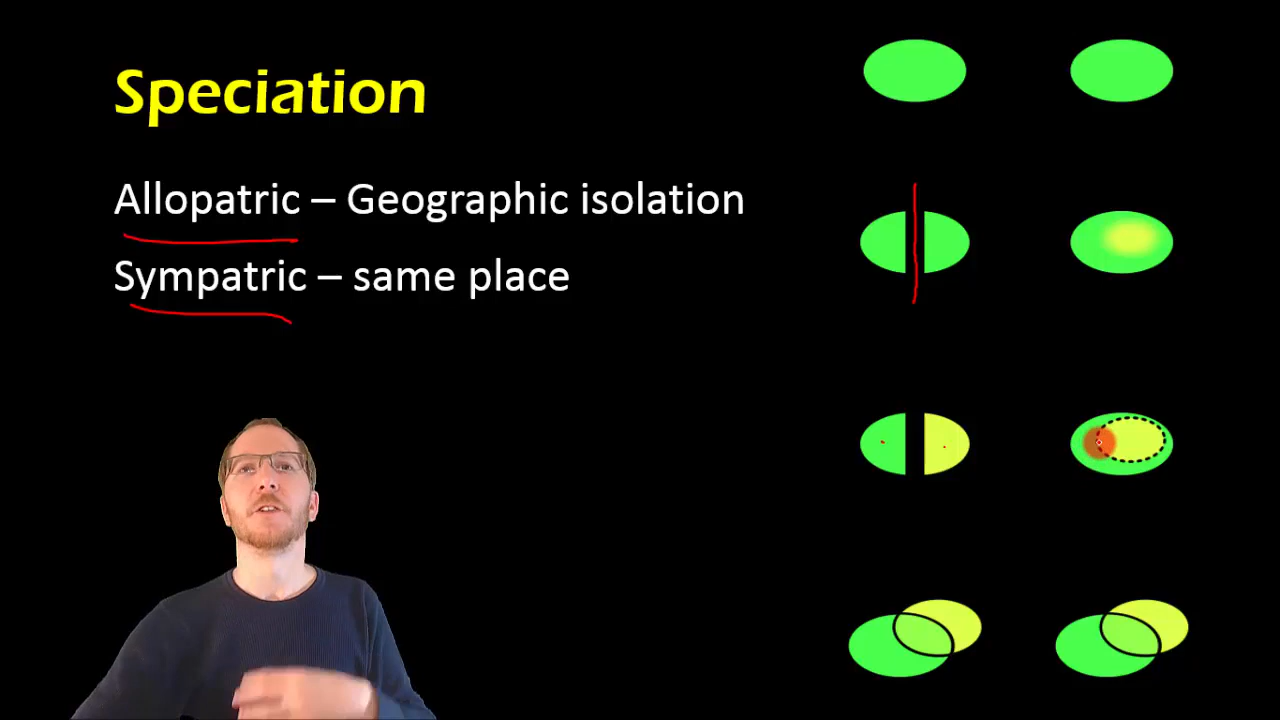 Speciation
Allopatric – Geographic isolation
Sympatric – same place